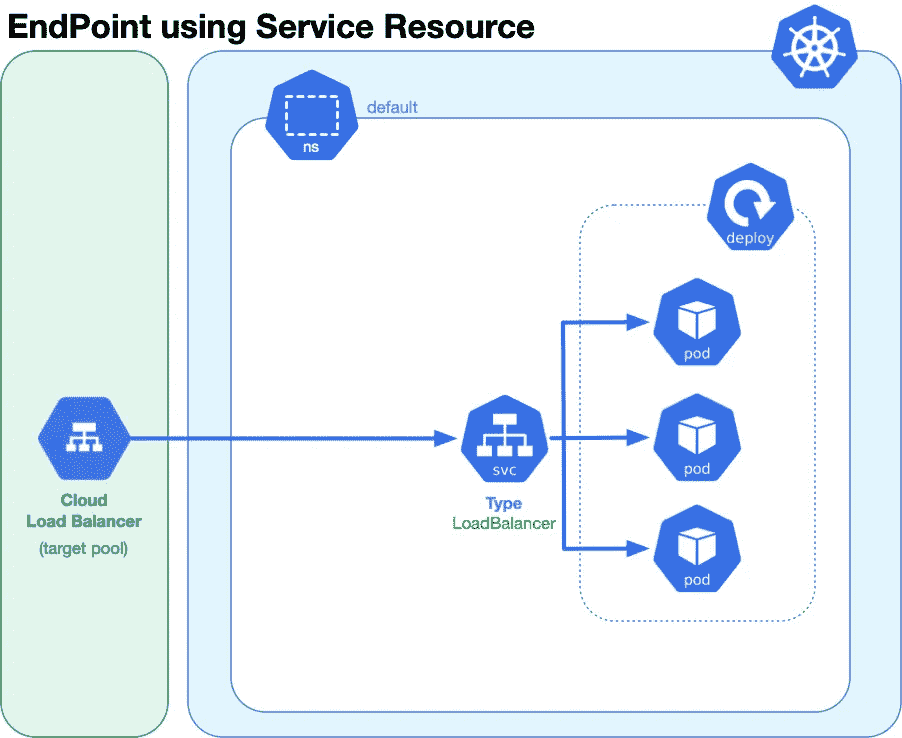 EndPoint using Service Resource
default
ns
deploy
pod
pod
svc
Type
LoadBalancer
Cloud
Load Balancer
(target pool)
pod